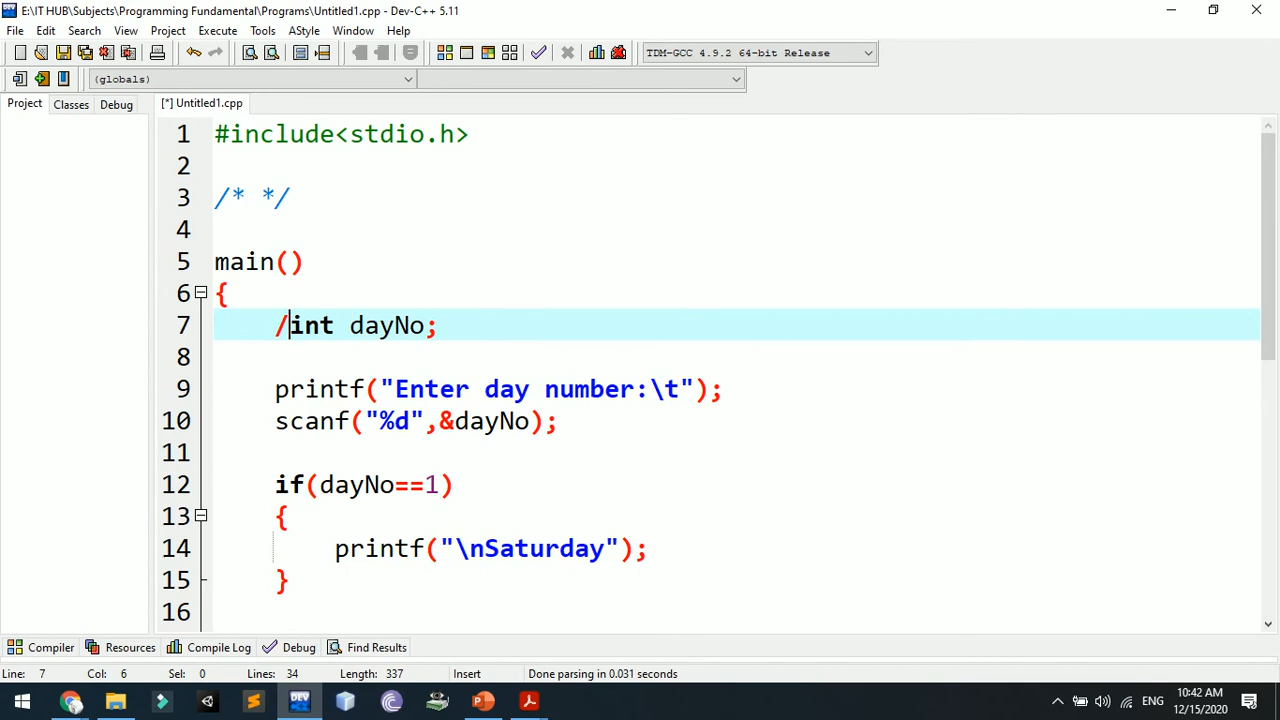 E:\IT HUB\Subjects\Programming Fundamental\Programs\Untitled1.cpp - Dev-C++ 5.11
File Edit Search View Project Execute Tools AStyle Window Help
TDM-GCC 4.9.2 64-bit Release
(globals)
Project Classes Debug [*] Untitled1.cpp
1 #include<stdio.h>
2
3 /* */
4
5 main()
6 {
7 /int dayNo;
8
9 printf("Enter day number:\t");
10 scanf("%d",&dayNo);
11
12 if(dayNo==1)
13 {
14 printf("\nSaturday");
15 }
16
Compiler Resources Compile Log Debug Find Results
Line: 7 Col: 6 Sel: 0 Lines: 34 Length: 337 Insert Done parsing in 0.031 seconds
DEV ENG 10:42 AM
12/15/2020